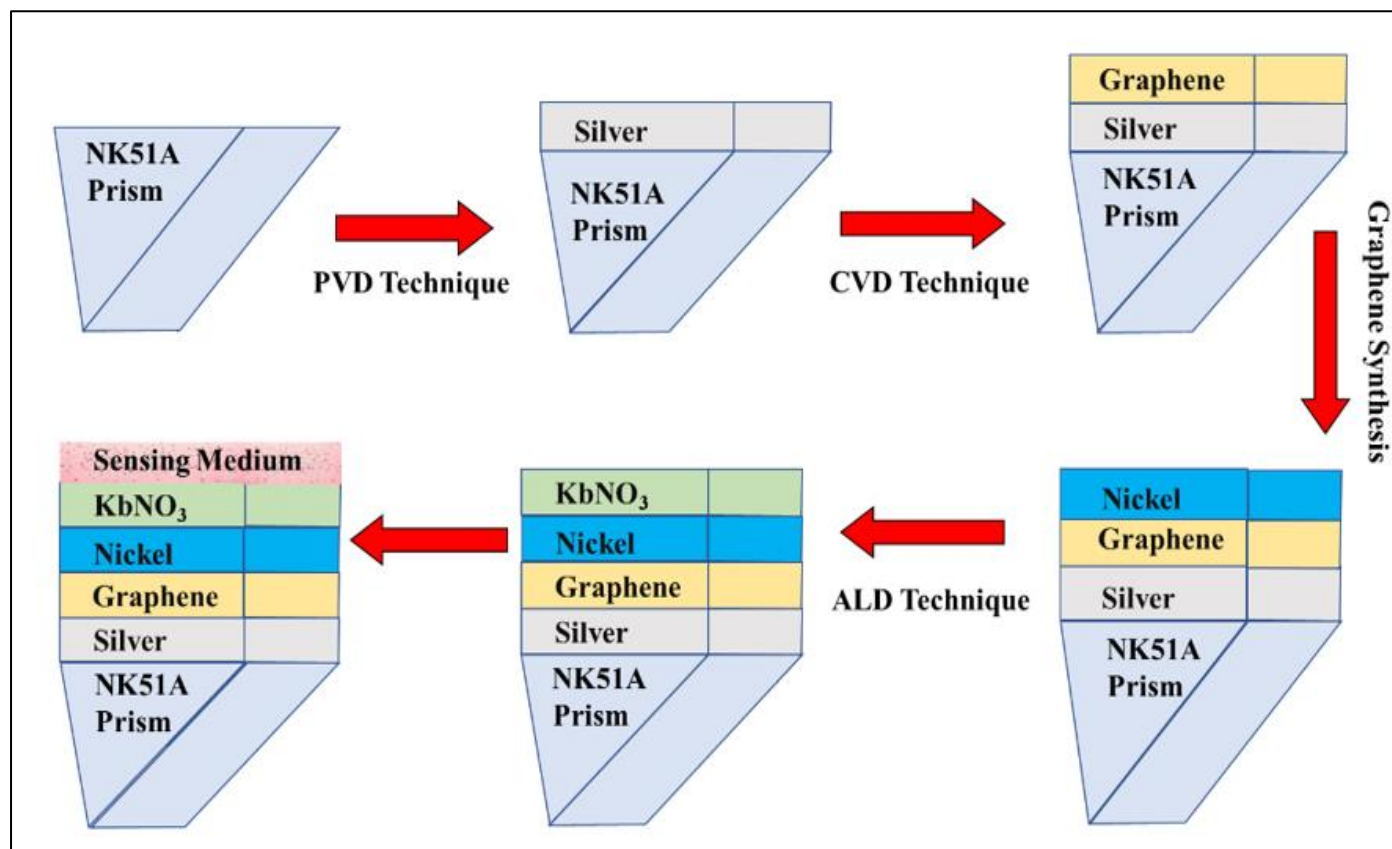 NK51A
Prism
PVD Technique
Silver
NK51A
Prism
CVD Technique
Graphene
Silver
NK51A
Prism
Graphene Synthesis
Nickel
Graphene
Silver
NK51A
Prism
ALD Technique
KbNO₃
Nickel
Graphene
Silver
NK51A
Prism
Sensing Medium
KbNO₃
Nickel
Graphene
Silver
NK51A
Prism